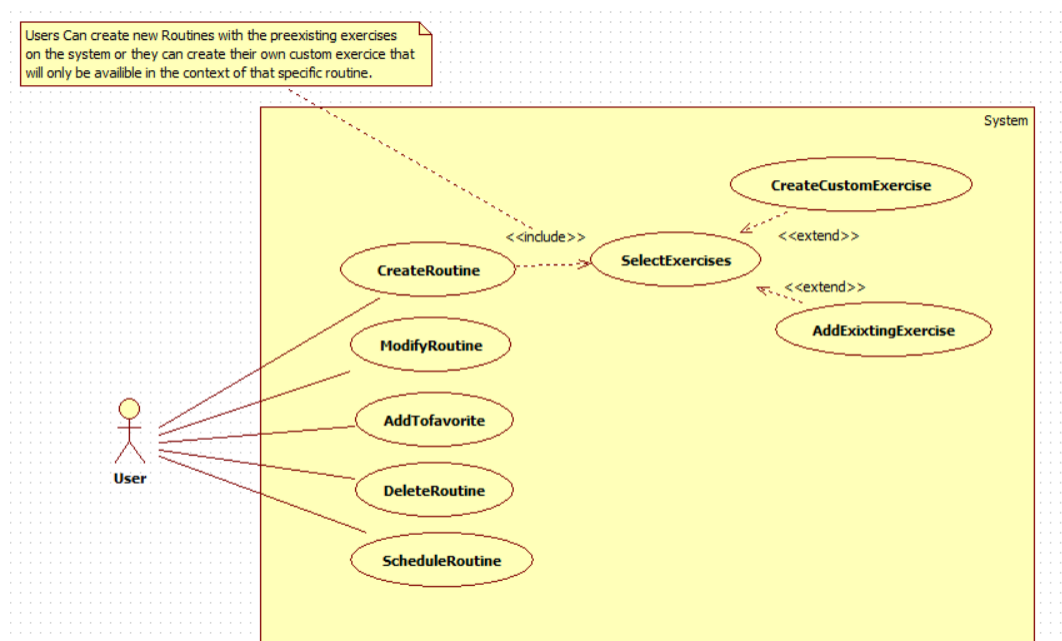 Users Can create new Routines with the preexisting exercises
on the system or they can create their own custom exercice that
will only be availible in the context of that specific routine.
System
CreateCustomExercise
<<include>>
<<extend>>
SelectExercises
CreateRoutine
<<extend>>
AddExixtingExercise
ModifyRoutine
AddTofavorite
User
DeleteRoutine
ScheduleRoutine